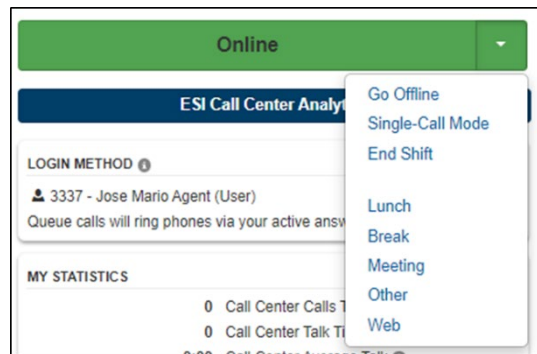 Online
ESI Call Center Analyt
Go Offline
Single-Call Mode
End Shift
Lunch
Break
Meeting
Other
Web
LOGIN METHOD
3337 - Jose Mario Agent (User)
Queue calls will ring phones via your active answ
MY STATISTICS
0 Call Center Calls T
0 Call Center Talk Ti
Call Center Average Talk